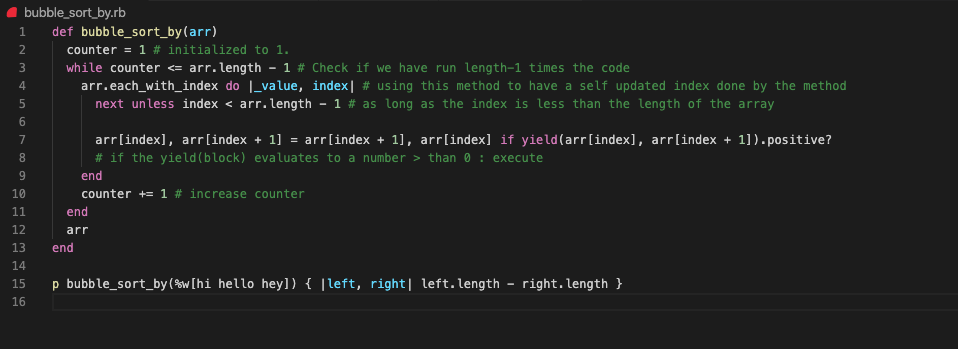 bubble_sort_by.rb
1 def bubble_sort_by(arr)
2 counter = 1 # initialized to 1.
3 while counter <= arr.length - 1 # Check if we have run length-1 times the code
4 arr.each_with_index do |_value, index| # using this method to have a self updated index done by the method
5 next unless index < arr.length - 1 # as long as the index is less than the length of the array
6
7 arr[index], arr[index + 1] = arr[index + 1], arr[index] if yield(arr[index], arr[index + 1]).positive?
8 # if the yield(block) evaluates to a number > than 0 : execute
9 end
10 counter += 1 # increase counter
11 end
12 arr
13 end
14
15 p bubble_sort_by(%w[hi hello hey]) { |left, right| left.length - right.length }
16